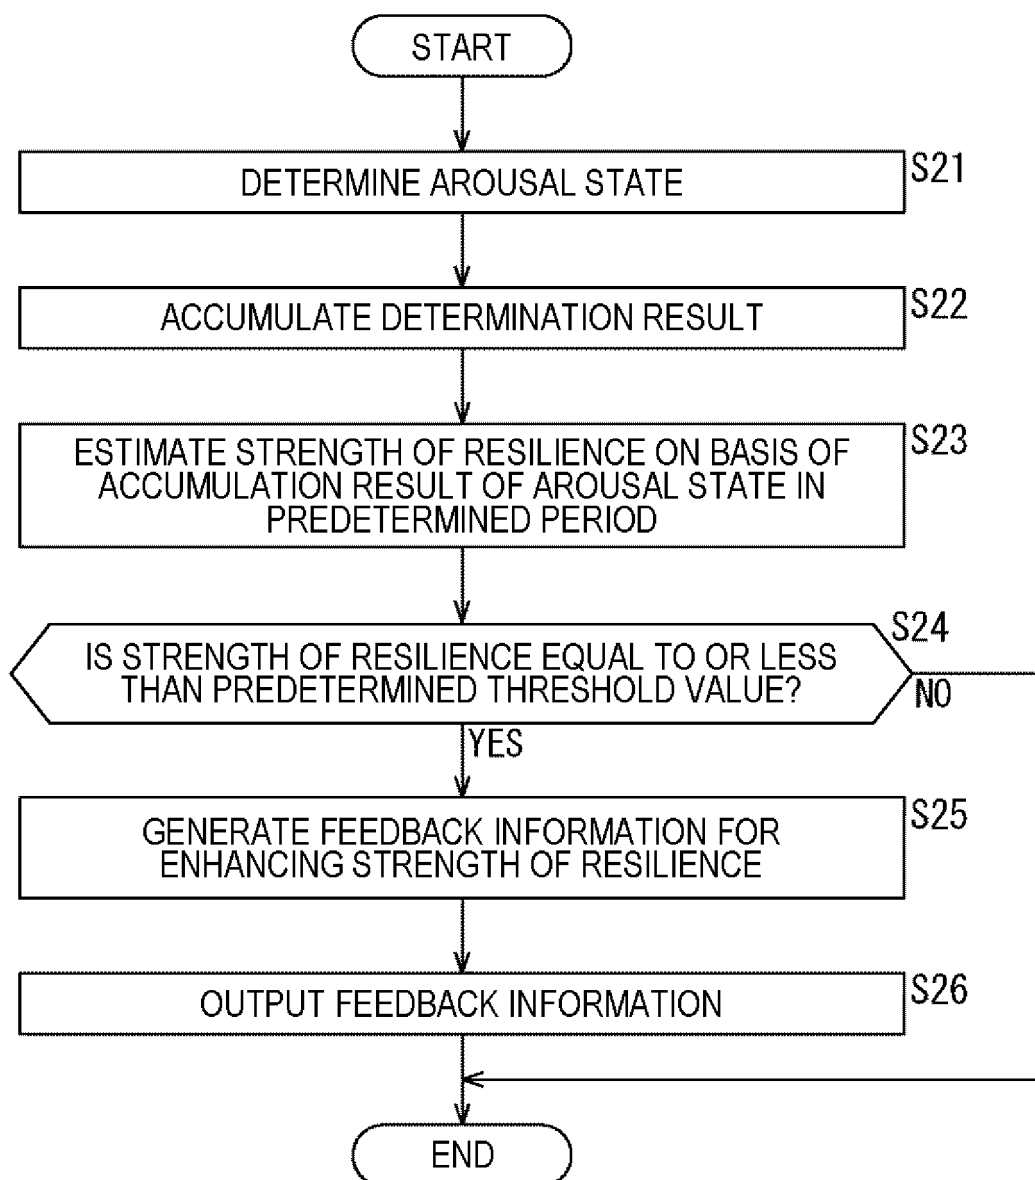 START
DETERMINE AROUSAL STATE
S21
ACCUMULATE DETERMINATION RESULT
S22
ESTIMATE STRENGTH OF RESILIENCE ON BASIS OF
ACCUMULATION RESULT OF AROUSAL STATE IN
PREDETERMINED PERIOD
S23
IS STRENGTH OF RESILIENCE EQUAL TO OR LESS
THAN PREDETERMINED THRESHOLD VALUE?
S24
NO
YES
GENERATE FEEDBACK INFORMATION FOR
ENHANCING STRENGTH OF RESILIENCE
S25
OUTPUT FEEDBACK INFORMATION
S26
END